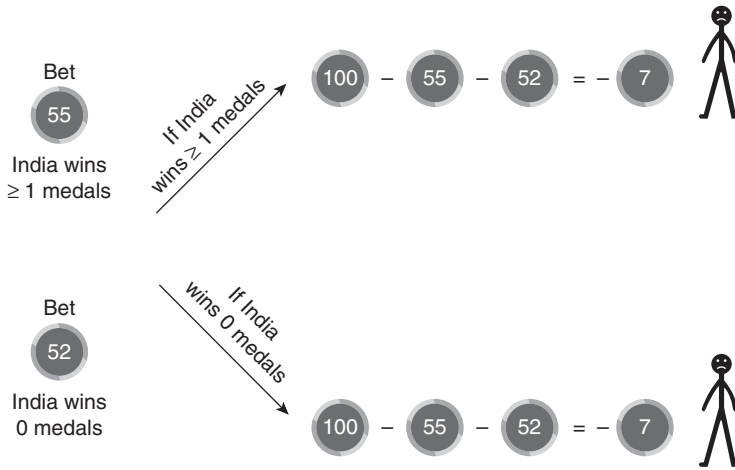 Bet
55
India wins
≥ 1 medals
If India
wins ≥ 1 medals
100 − 55 − 52 = − 7
Bet
52
India wins
0 medals
If India
wins 0 medals
100 − 55 − 52 = − 7